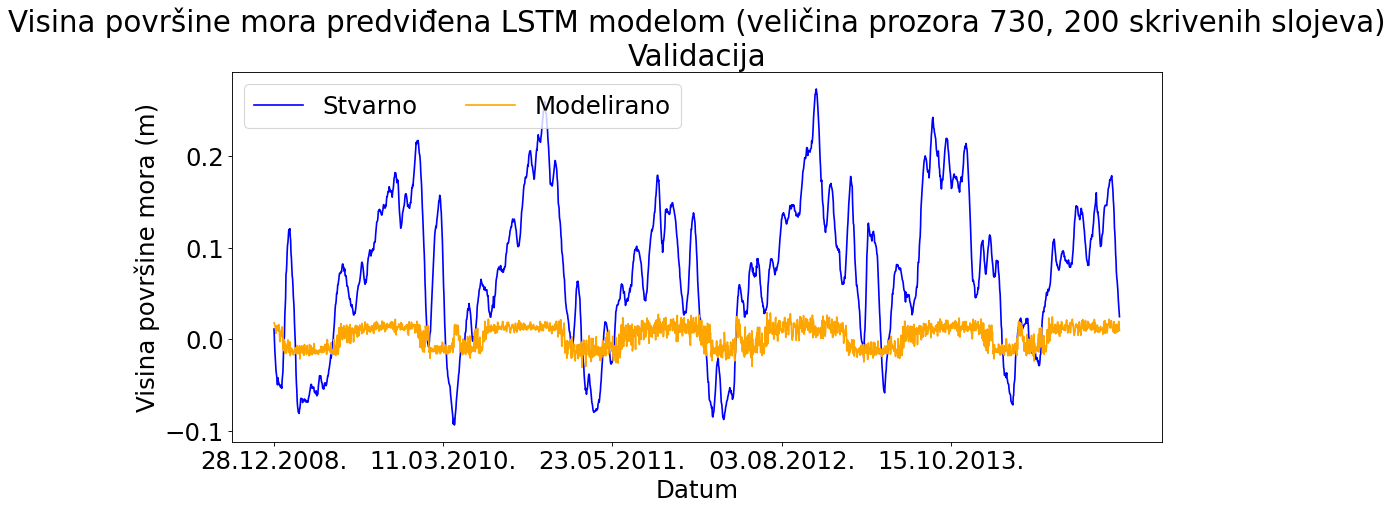 Visina površine mora predviđena LSTM modelom (veličina prozora 730, 200 skrivenih slojeva)
Validacija
Stvarno Modelirano
Visina površine mora (m)
0.2
0.1
0.0
−0.1
28.12.2008. 11.03.2010. 23.05.2011. 03.08.2012. 15.10.2013.
Datum